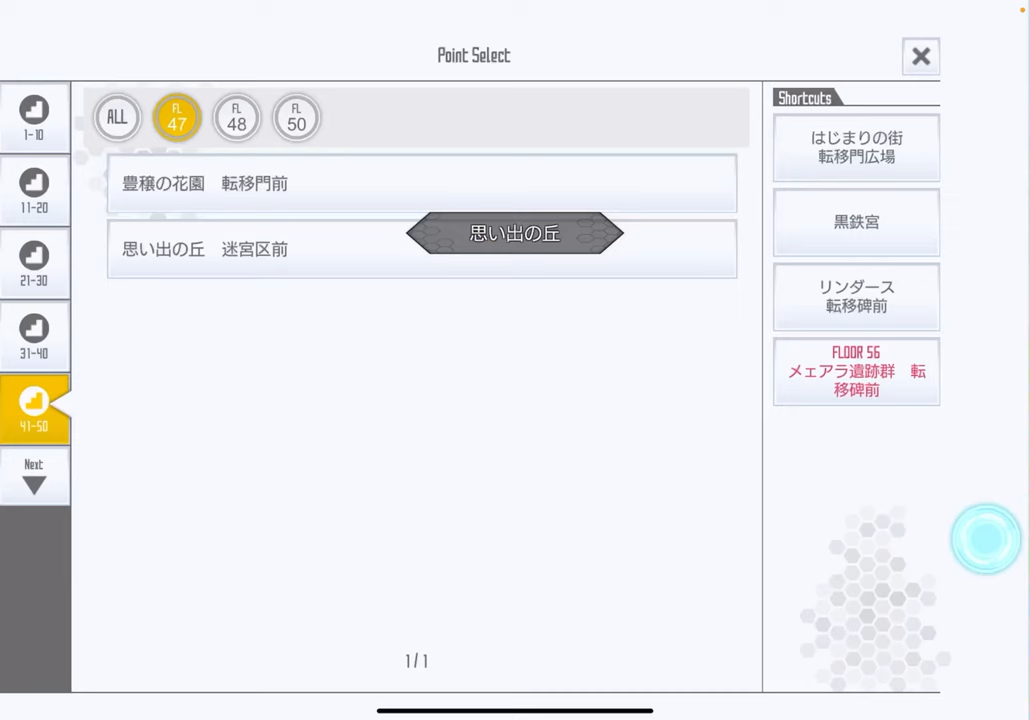 Point Select
ALL
FL
47
FL
48
FL
50
1-10
11-20
21-30
31-40
41-50
Next
豊穣の花園　転移門前
思い出の丘　迷宮区前
思い出の丘
1/1
Shortcuts
はじまりの街
転移門広場
黒鉄宮
リンダース
転移碑前
FLOOR 56
メェアラ遺跡群　転
移碑前